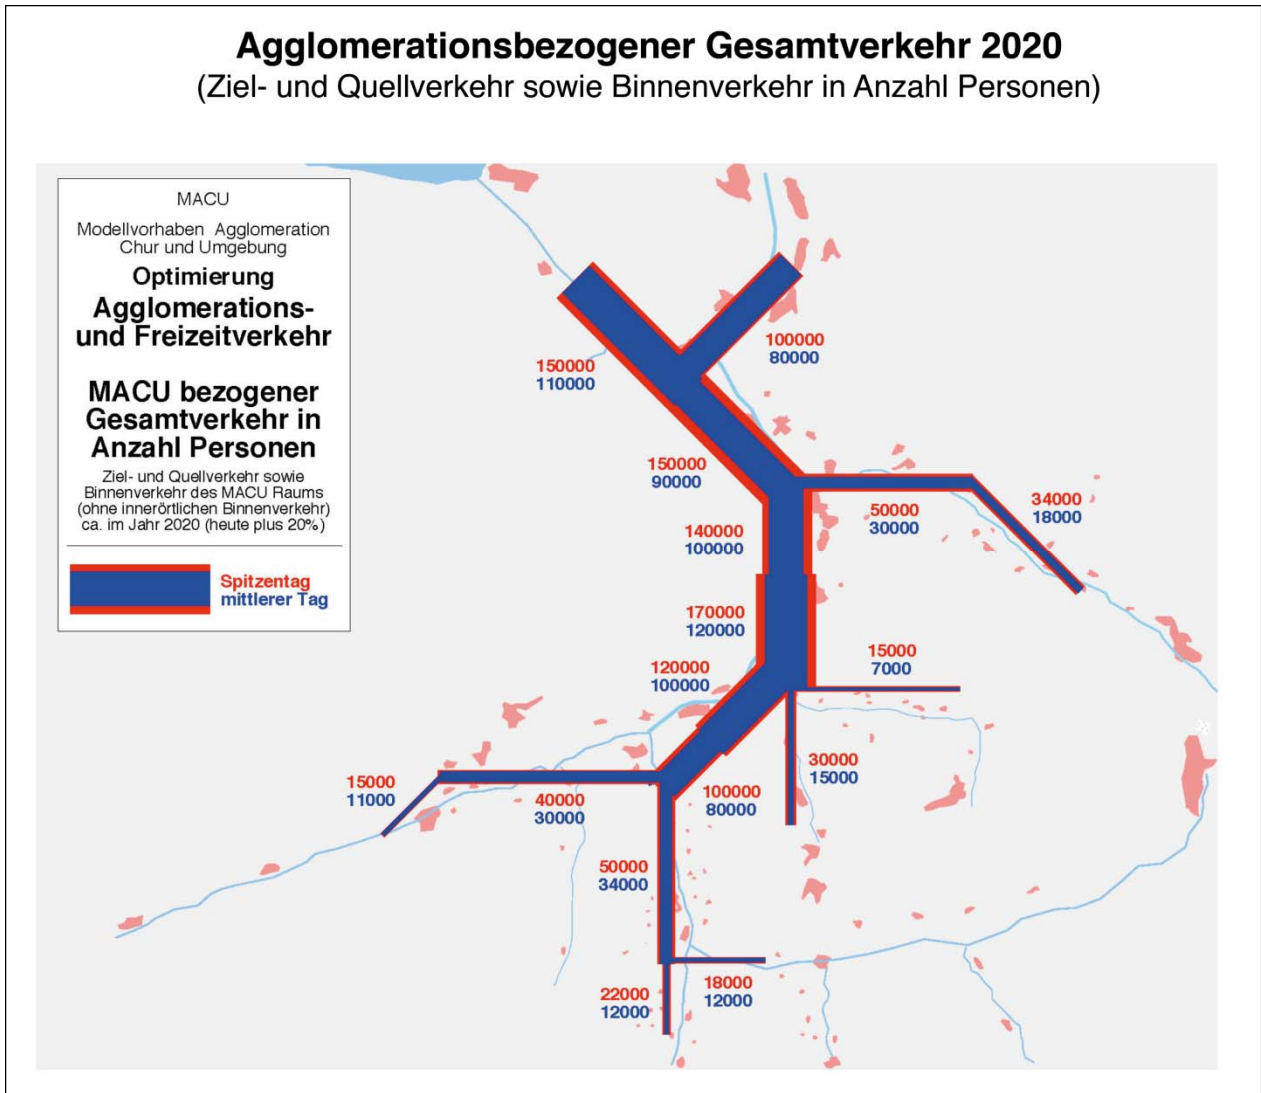 Agglomerationsbezogener Gesamtverkehr 2020
(Ziel- und Quellverkehr sowie Binnenverkehr in Anzahl Personen)
MACU
Modellvorhaben Agglomeration
Chur und Umgebung
Optimierung
Agglomerations-
und Freizeitverkehr
MACU bezogener
Gesamtverkehr in
Anzahl Personen
Ziel- und Quellverkehr sowie
Binnenverkehr des MACU Raums
(ohne innerörtlichen Binnenverkehr)
ca. im Jahr 2020 (heute plus 20%)
Spitzentag
mittlerer Tag
100000
80000
150000
110000
150000
90000
34000
18000
50000
30000
140000
100000
170000
120000
15000
7000
120000
100000
30000
15000
15000
11000
40000
30000
100000
80000
50000
34000
18000
12000
22000
12000